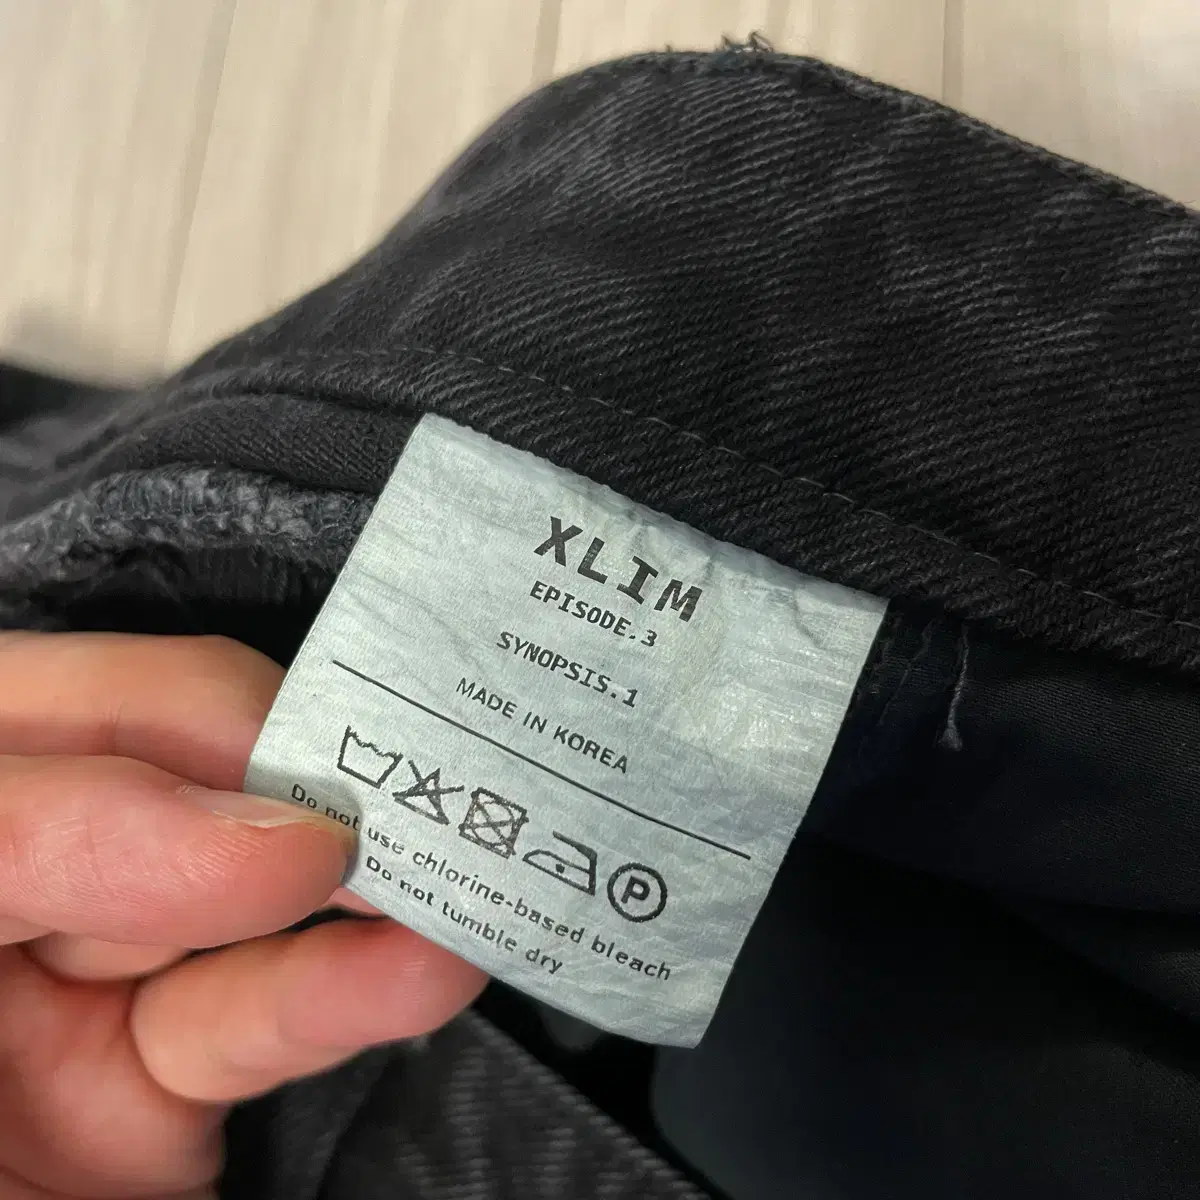 XLIM
EPISODE.3
SYNOPSIS.1
MADE IN KOREA
P
Do not use chlorine-based bleach
Do not tumble dry